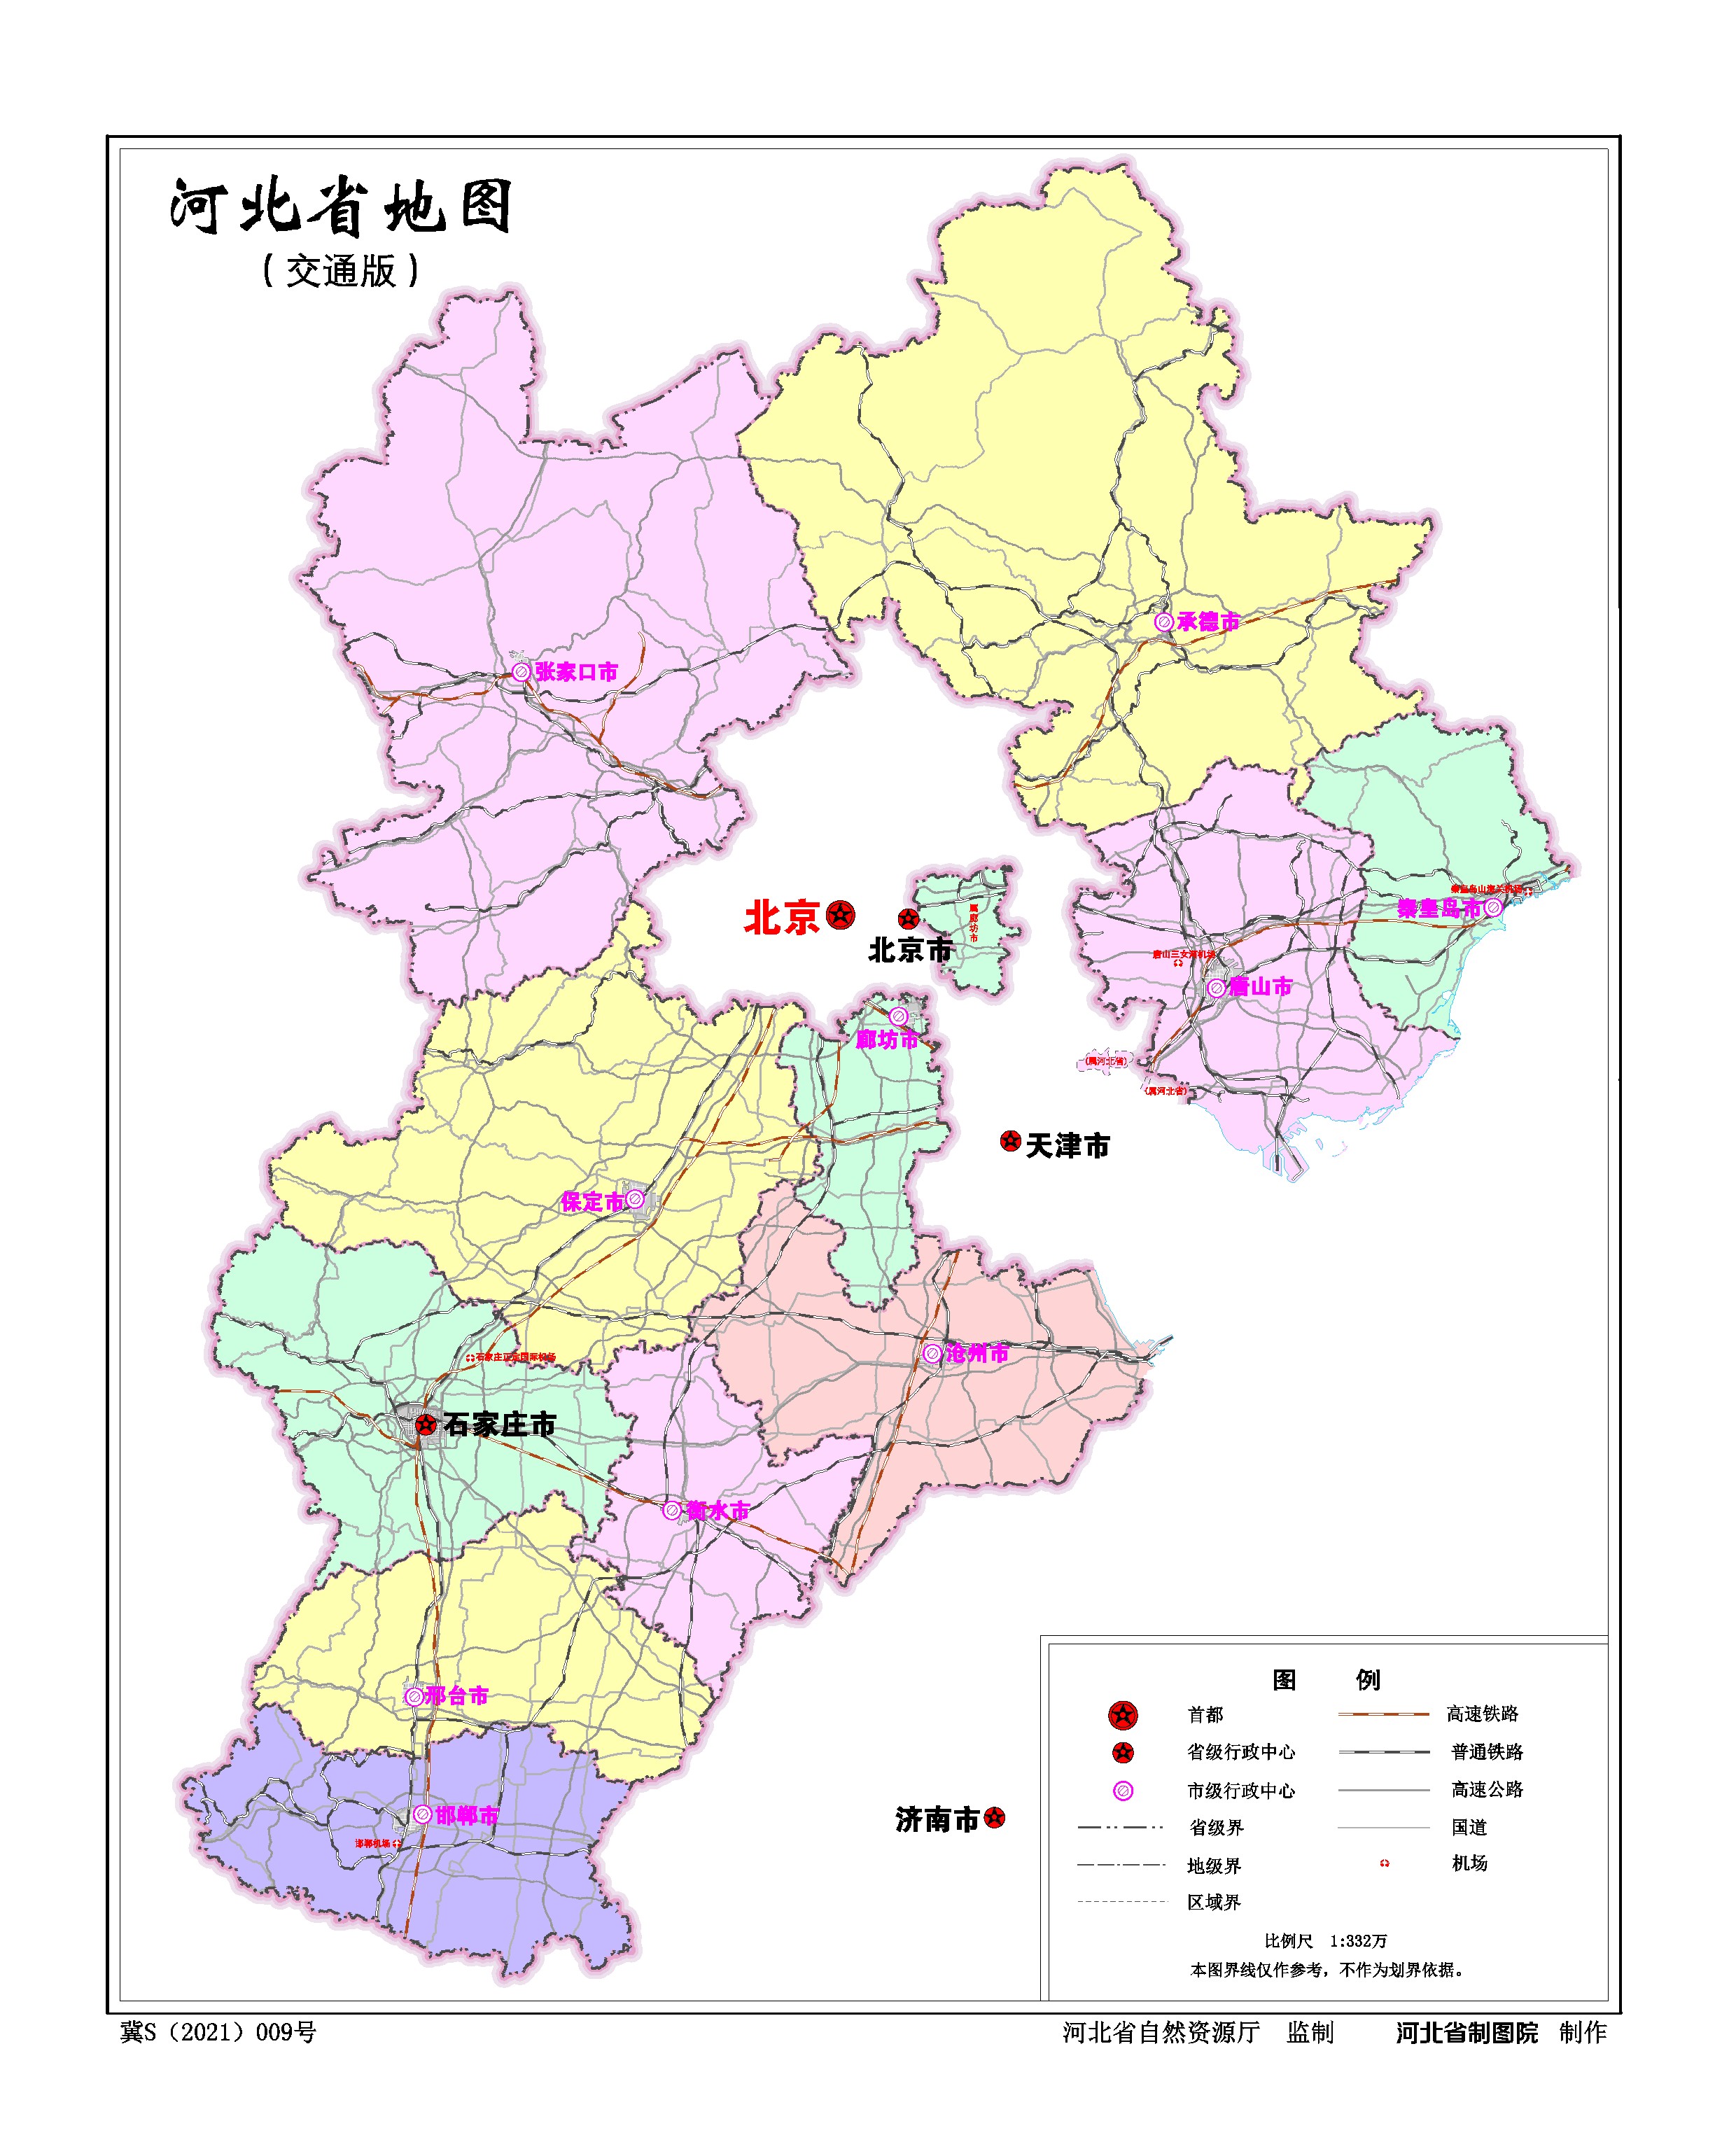 河北省地图
（交通版）
承德市
张家口市
秦皇岛山海关机场
秦皇岛市
北京
北京市
属廊坊市
唐山三女河机场
唐山市
廊坊市
（属河北省）
（属河北省）
天津市
保定市
沧州市
石家庄正定国际机场
石家庄市
衡水市
邢台市
邯郸市
邯郸机场
济南市
图 例
首都 高速铁路
省级行政中心 普通铁路
市级行政中心 高速公路
省级界 国道
地级界 机场
区域界
比例尺 1:332万
本图界线仅作参考，不作为划界依据。
冀S（2021）009号 河北省自然资源厅 监制 河北省制图院 制作